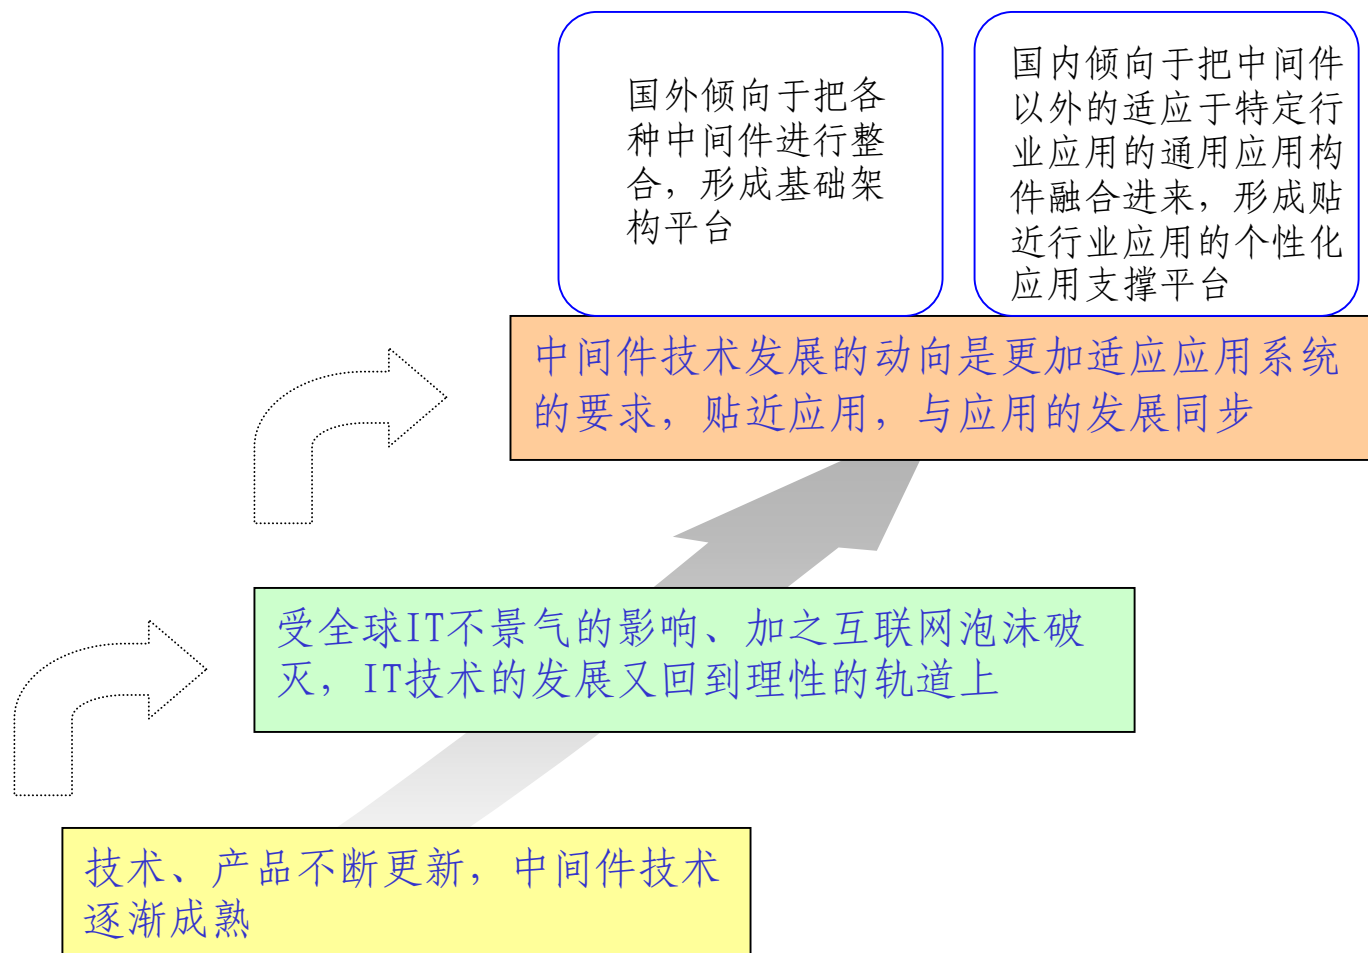 国外倾向于把各
种中间件进行整
合，形成基础架
构平台
国内倾向于把中间件
以外的适应于特定行
业应用的通用应用构
件融合进来，形成贴
近行业应用的个性化
应用支撑平台
中间件技术发展的动向是更加适应应用系统
的要求，贴近应用，与应用的发展同步
受全球IT不景气的影响、加之互联网泡沫破
灭，IT技术的发展又回到理性的轨道上
技术、产品不断更新，中间件技术
逐渐成熟